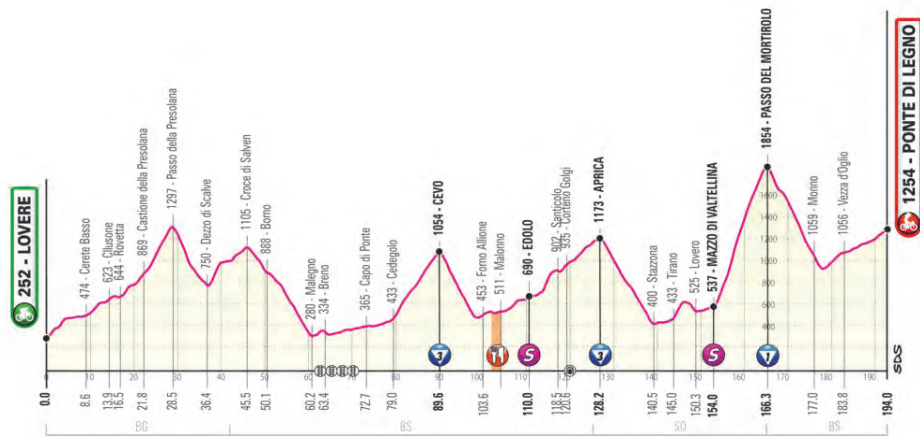 252 - LOVERE
474 - Cerete Basso
623 - Clusone
644 - Rovetta
869 - Castione della Presolana
1297 - Passo della Presolana
750 - Dezzo di Scalve
1105 - Croce di Salven
888 - Borno
280 - Malegno
334 - Breno
365 - Capo di Ponte
433 - Cedegolo
1054 - CEVO
453 - Forno Allione
511 - Malonno
690 - EDOLO
902 - Santicolo
935 - Corteno Golgi
1173 - APRICA
400 - Stazzona
433 - Tirano
525 - Lovero
537 - MAZZO DI VALTELLINA
1854 - PASSO DEL MORTIROLO
1059 - Monno
1056 - Vezza d'Oglio
1254 - PONTE DI LEGNO
1600
1400
1200
1000
800
600
400
3 S 3 S 1
SDS
0 10 20 30 40 50 60 70 80 90 100 110 120 130 140 150 160 170 180 190
0.0 8.6 13.9 16.5 21.8 28.5 36.4 45.5 50.1 60.2 63.4 72.7 79.0 89.6 103.6 110.0 118.5 120.6 128.2 140.5 145.0 150.3 154.0 166.3 177.0 183.8 194.0
BG BS SO BS